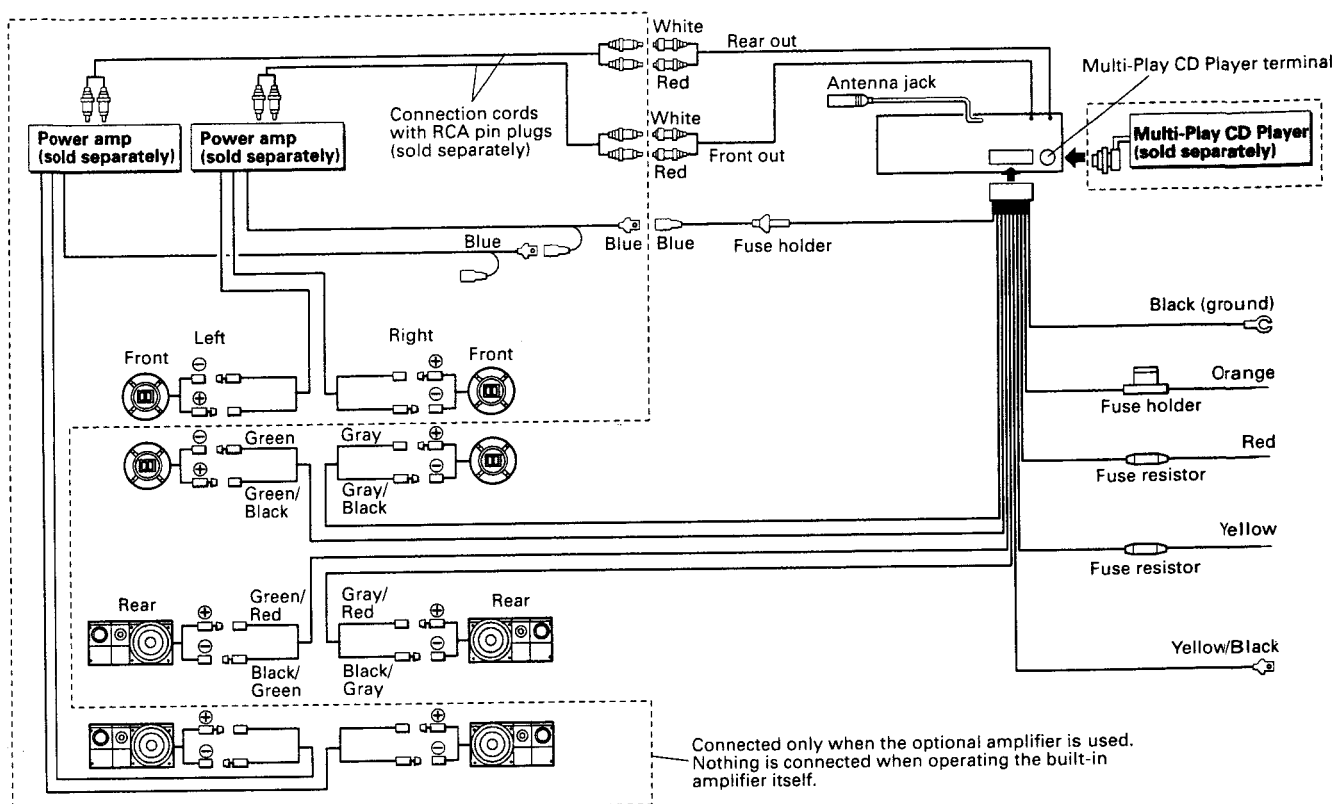 White
Rear out
Red
Multi-Play CD Player terminal
Antenna jack
Connection cords
with RCA pin plugs
(sold separately)
White
Front out
Red
Power amp
(sold separately)
Power amp
(sold separately)
Multi-Play CD Player
(sold separately)
Blue
Blue
Blue
Fuse holder
Black (ground)
Orange
Fuse holder
Red
Fuse resistor
Yellow
Fuse resistor
Yellow/Black
Left
Right
Front
⊖
⊕
⊕
⊖
Front
⊖
⊕
Green
Green/
Black
Gray
Gray/
Black
⊕
⊖
Rear
⊕
⊖
Green/
Red
Black/
Green
Gray/
Red
Black/
Gray
⊕
⊖
Rear
⊕
⊖
⊕
⊖
Connected only when the optional amplifier is used.
Nothing is connected when operating the built-in
amplifier itself.